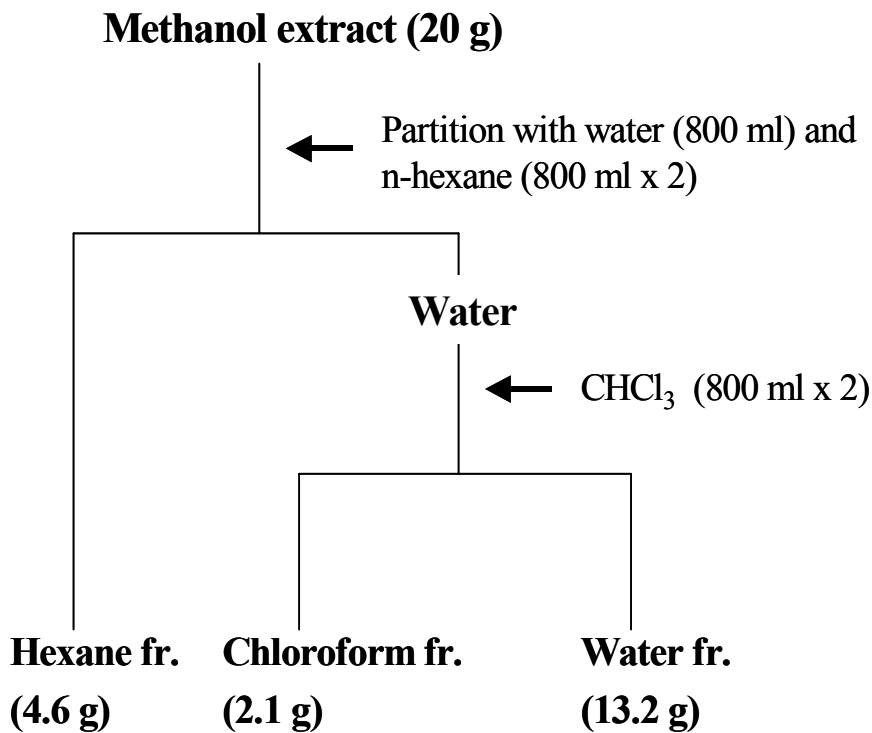 Methanol extract (20 g)
Partition with water (800 ml) and
n-hexane (800 ml x 2)
Water
CHCl₃ (800 ml x 2)
Hexane fr.
(4.6 g)
Chloroform fr.
(2.1 g)
Water fr.
(13.2 g)